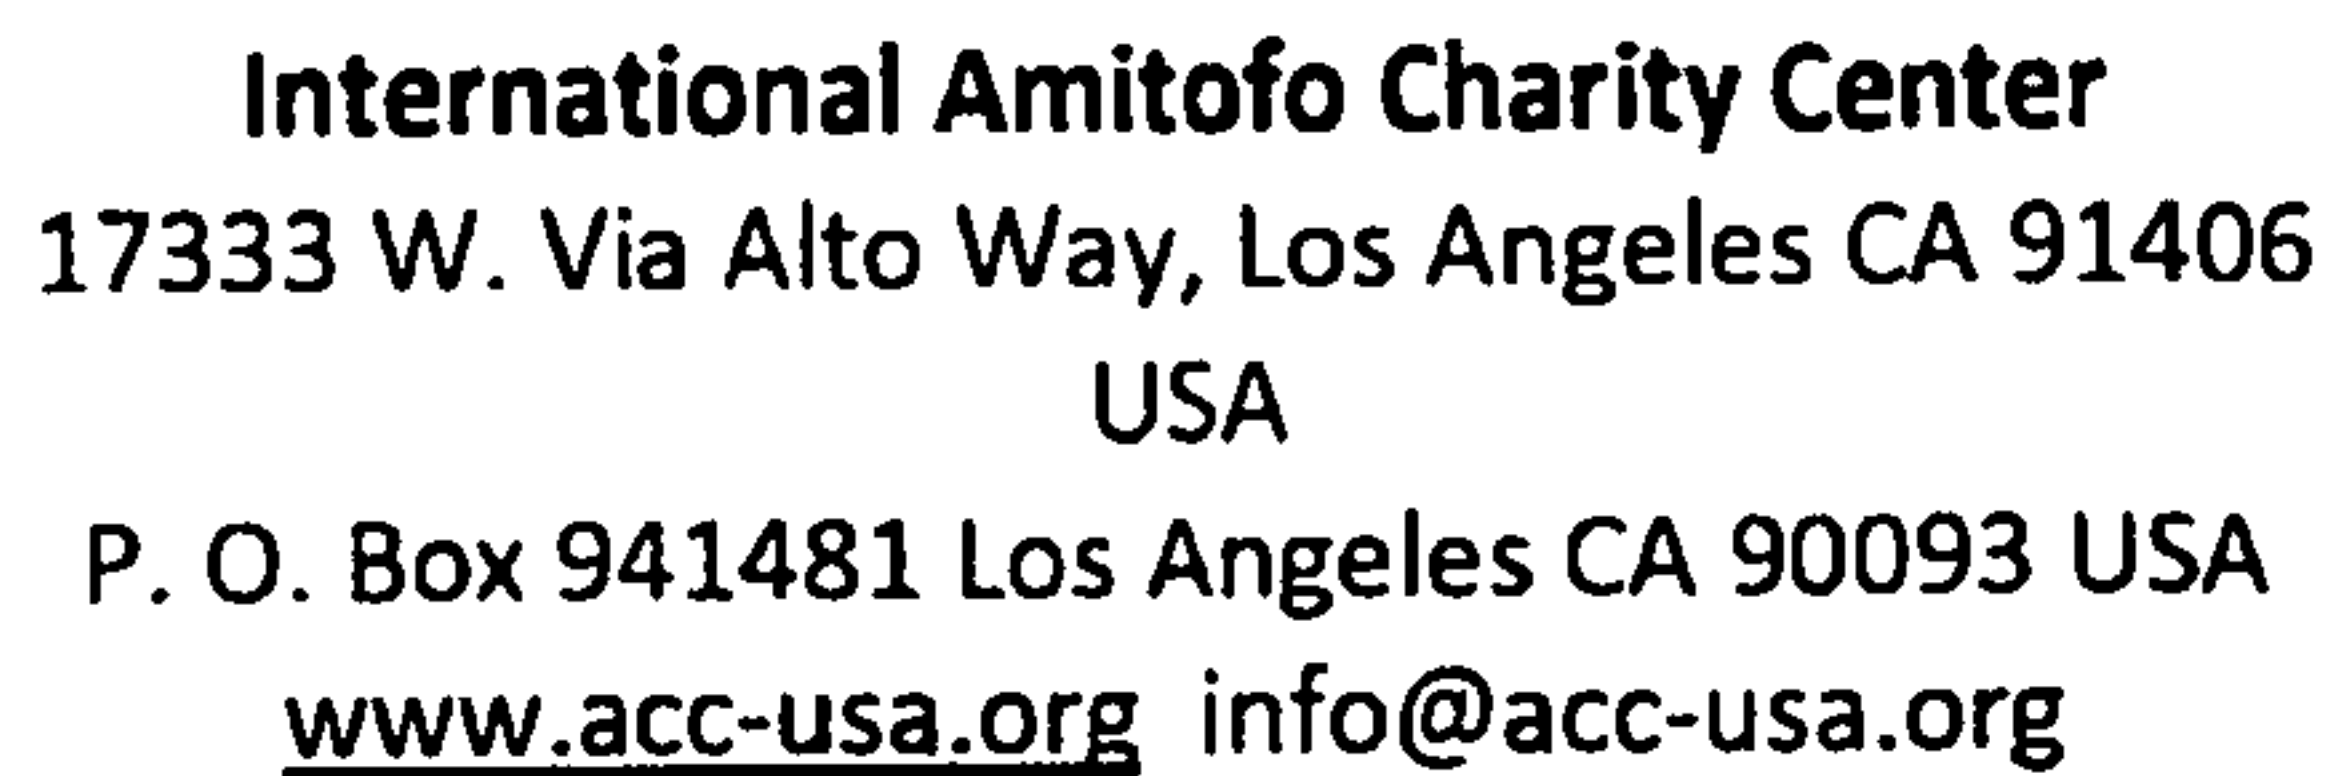 International Amitofo Charity Center
17333 W. Via Alto Way, Los Angeles CA 91406
USA
P. O. Box 941481 Los Angeles CA 90093 USA
www.acc-usa.org info@acc-usa.org